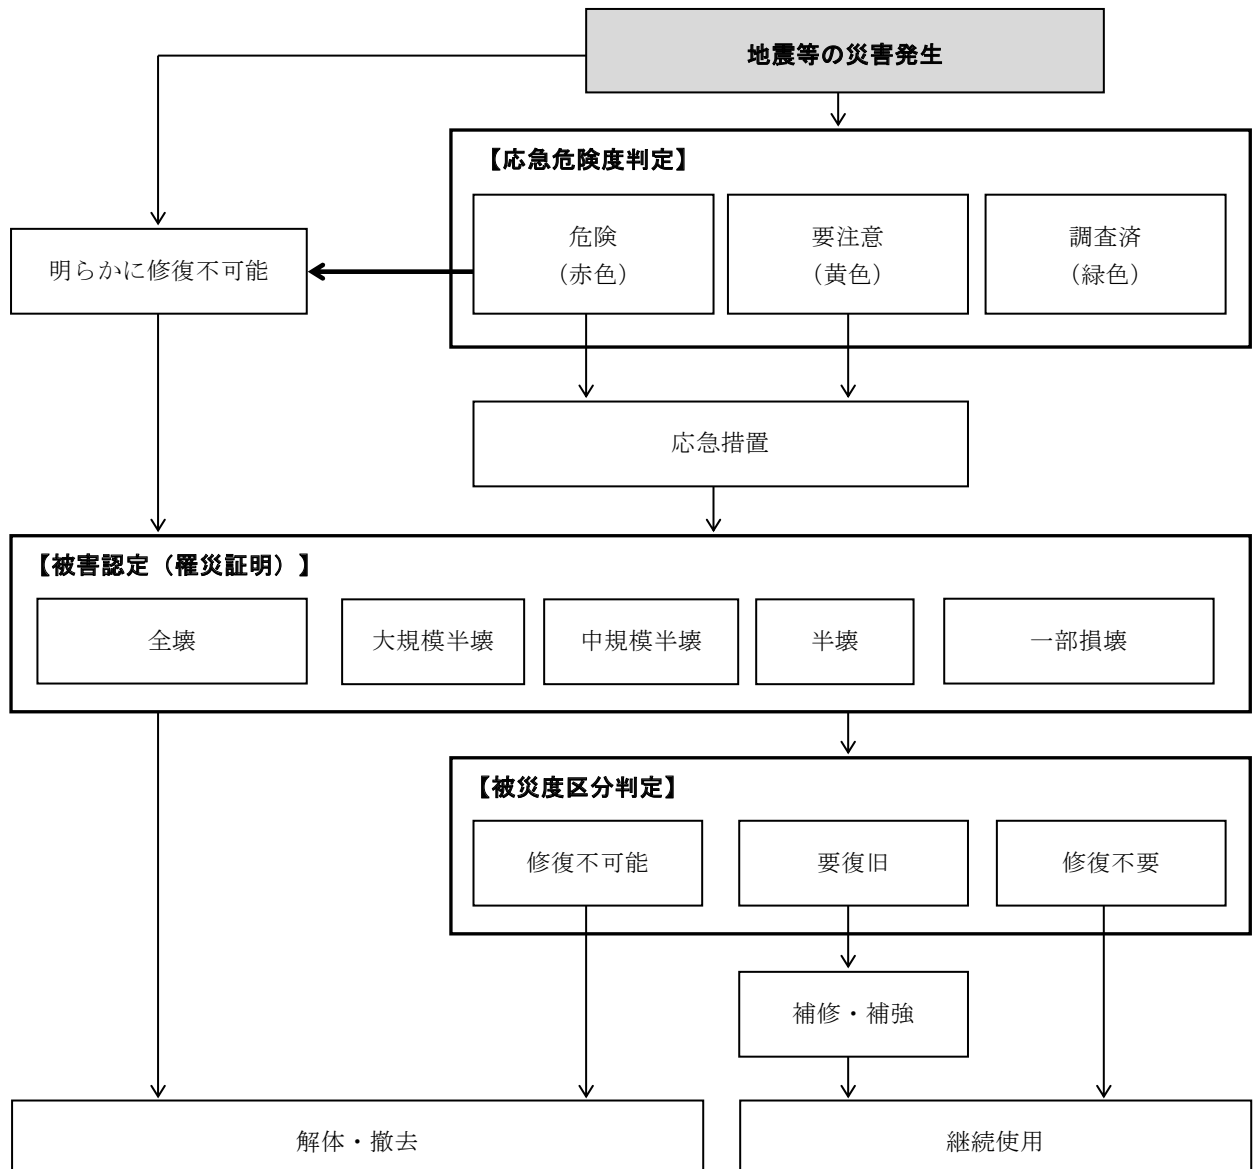 地震等の災害発生
【応急危険度判定】
危険
（赤色）
要注意
（黄色）
調査済
（緑色）
明らかに修復不可能
応急措置
【被害認定（罹災証明）】
全壊
大規模半壊
中規模半壊
半壊
一部損壊
【被災度区分判定】
修復不可能
要復旧
修復不要
補修・補強
解体・撤去
継続使用